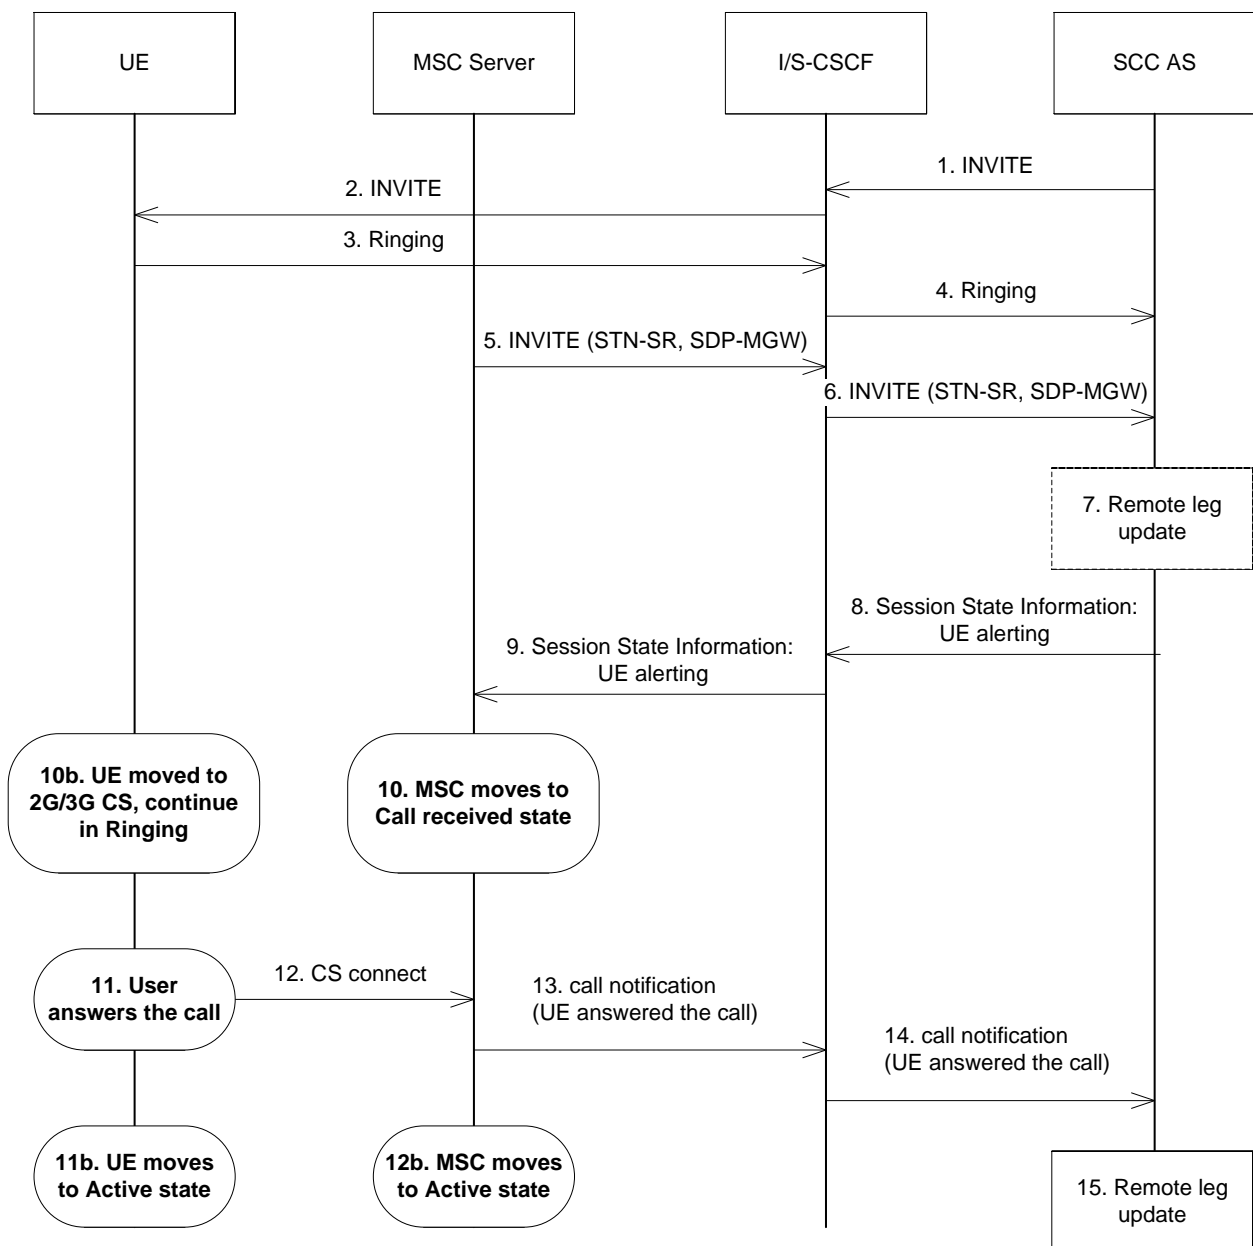 UE
MSC Server
I/S-CSCF
SCC AS
1. INVITE
2. INVITE
3. Ringing
4. Ringing
5. INVITE (STN-SR, SDP-MGW)
6. INVITE (STN-SR, SDP-MGW)
7. Remote leg
update
8. Session State Information:
UE alerting
9. Session State Information:
UE alerting
10b. UE moved to
2G/3G CS, continue
in Ringing
10. MSC moves to
Call received state
11. User
answers the call
12. CS connect
13. call notification
(UE answered the call)
14. call notification
(UE answered the call)
11b. UE moves
to Active state
12b. MSC moves
to Active state
15. Remote leg
update